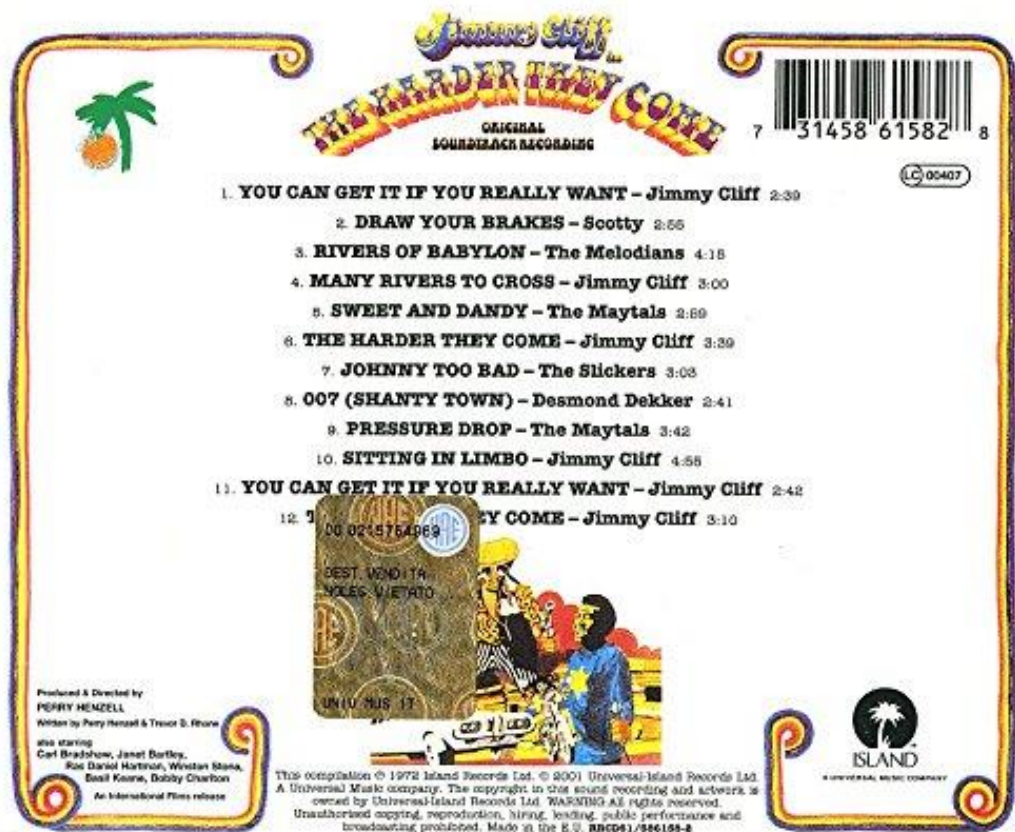 Jimmy Cliff in
THE HARDER THEY COME
ORIGINAL
SOUNDTRACK RECORDING
7 31458 61582 8
LC 00407
1. YOU CAN GET IT IF YOU REALLY WANT – Jimmy Cliff 2:39
2. DRAW YOUR BRAKES – Scotty 2:55
3. RIVERS OF BABYLON – The Melodians 4:15
4. MANY RIVERS TO CROSS – Jimmy Cliff 3:00
5. SWEET AND DANDY – The Maytals 2:59
6. THE HARDER THEY COME – Jimmy Cliff 3:39
7. JOHNNY TOO BAD – The Slickers 3:03
8. 007 (SHANTY TOWN) – Desmond Dekker 2:41
9. PRESSURE DROP – The Maytals 3:42
10. SITTING IN LIMBO – Jimmy Cliff 4:55
11. YOU CAN GET IT IF YOU REALLY WANT – Jimmy Cliff 2:42
12. T EY COME – Jimmy Cliff 3:10
DEST. VENDITA
NOLEG VIETATO
UNIV MUS IT
Produced & Directed by
PERRY HENZELL
Written by Perry Henzell & Trevor D. Rhone
also starring
Carl Bradshaw, Janet Bartley,
Ras Daniel Hartman, Winston Stona,
Basil Keane, Bobby Charlton
An International Films release
ISLAND
A UNIVERSAL MUSIC COMPANY
This compilation ℗ 1972 Island Records Ltd. © 2001 Universal-Island Records Ltd.
A Universal Music company. The copyright in this sound recording and artwork is
owned by Universal-Island Records Ltd. WARNING All rights reserved.
Unauthorised copying, reproduction, hiring, lending, public performance and
broadcasting prohibited. Made in the E.U. RRCD51/586158-2